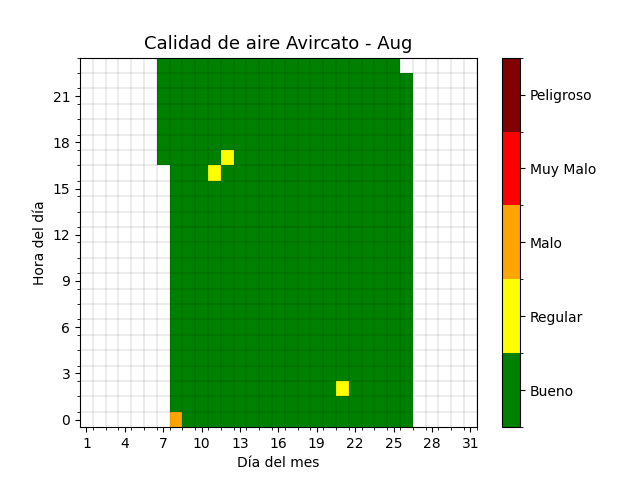 Calidad de aire Avircato - Aug
Hora del día
21
18
15
12
9
6
3
0
1 4 7 10 13 16 19 22 25 28 31
Día del mes
Peligroso
Muy Malo
Malo
Regular
Bueno